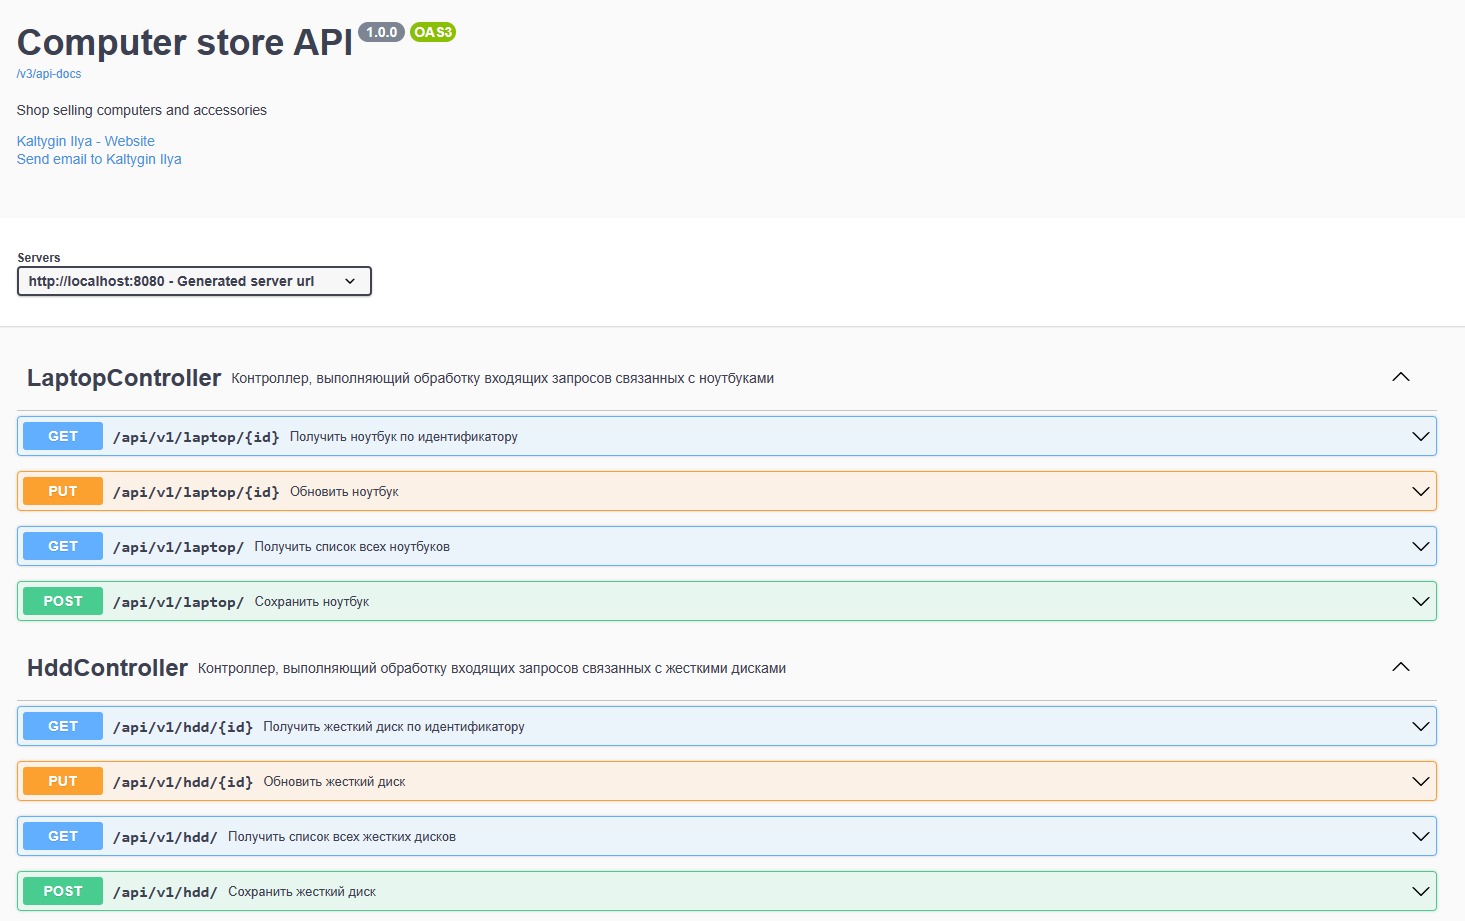 Computer store API 1.0.0 OAS3
/v3/api-docs
Shop selling computers and accessories
Kaltygin Ilya - Website
Send email to Kaltygin Ilya
Servers
http://localhost:8080 - Generated server url
LaptopController Контроллер, выполняющий обработку входящих запросов связанных с ноутбуками
GET /api/v1/laptop/{id} Получить ноутбук по идентификатору
PUT /api/v1/laptop/{id} Обновить ноутбук
GET /api/v1/laptop/ Получить список всех ноутбуков
POST /api/v1/laptop/ Сохранить ноутбук
HddController Контроллер, выполняющий обработку входящих запросов связанных с жесткими дисками
GET /api/v1/hdd/{id} Получить жесткий диск по идентификатору
PUT /api/v1/hdd/{id} Обновить жесткий диск
GET /api/v1/hdd/ Получить список всех жестких дисков
POST /api/v1/hdd/ Сохранить жесткий диск